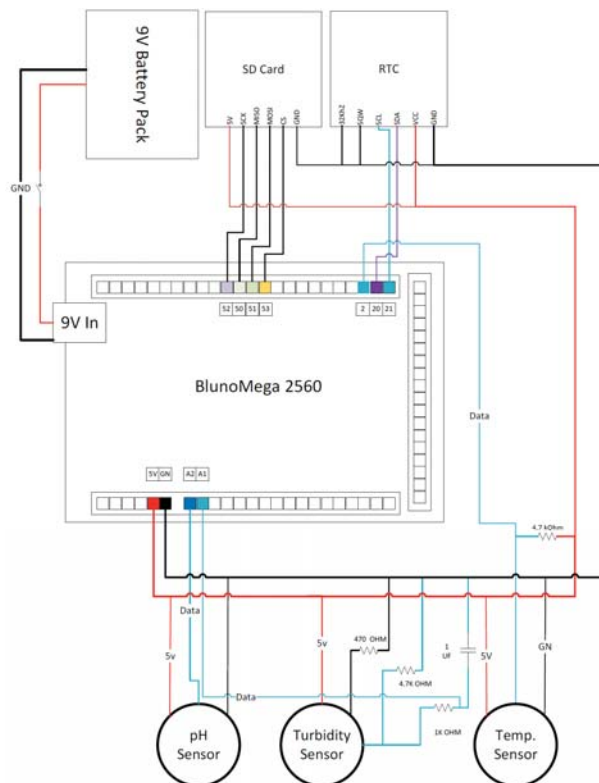 9V Battery Pack
SD Card
RTC
5V
SCK
MISO
MOSI
CS
GND
32KhZ
SQW
SCL
SDA
VCC
GND
GND
9V In
52 50 51 53
2 20 21
BlunoMega 2560
Data
5V GN
A2 A1
4.7 kOhm
Data
5v
5v
470 OHM
1
UF
5V
GN
4.7K OHM
Data
1K OHM
pH
Sensor
Turbidity
Sensor
Temp.
Sensor